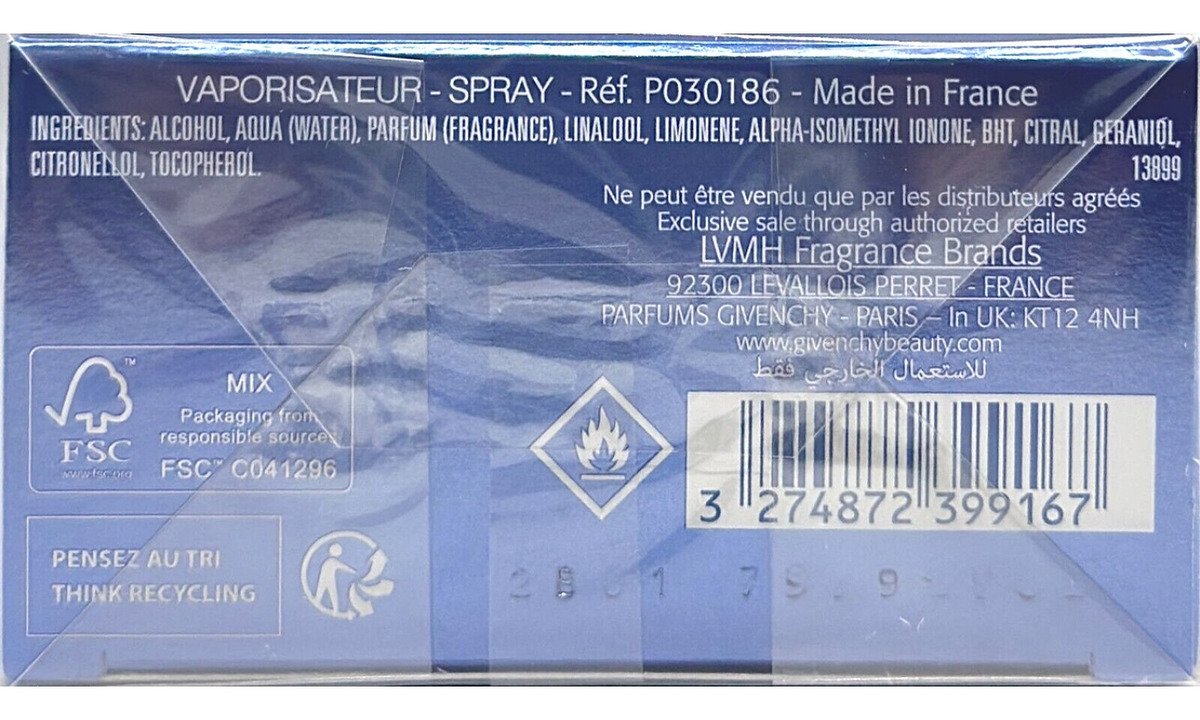 VAPORISATEUR - SPRAY - Réf. P030186 - Made in France
INGREDIENTS: ALCOHOL, AQUA (WATER), PARFUM (FRAGRANCE), LINALOOL, LIMONENE, ALPHA-ISOMETHYL IONONE, BHT, CITRAL, GERANIOL,
CITRONELLOL, TOCOPHEROL.
13899
Ne peut être vendu que par les distributeurs agréés
Exclusive sale through authorized retailers
LVMH Fragrance Brands
92300 LEVALLOIS PERRET - FRANCE
PARFUMS GIVENCHY - PARIS – In UK: KT12 4NH
www.givenchybeauty.com
للاستعمال الخارجي فقط
FSC
www.fsc.org
MIX
Packaging from
responsible sources
FSC™ C041296
3 274872 399167
PENSEZ AU TRI
THINK RECYCLING